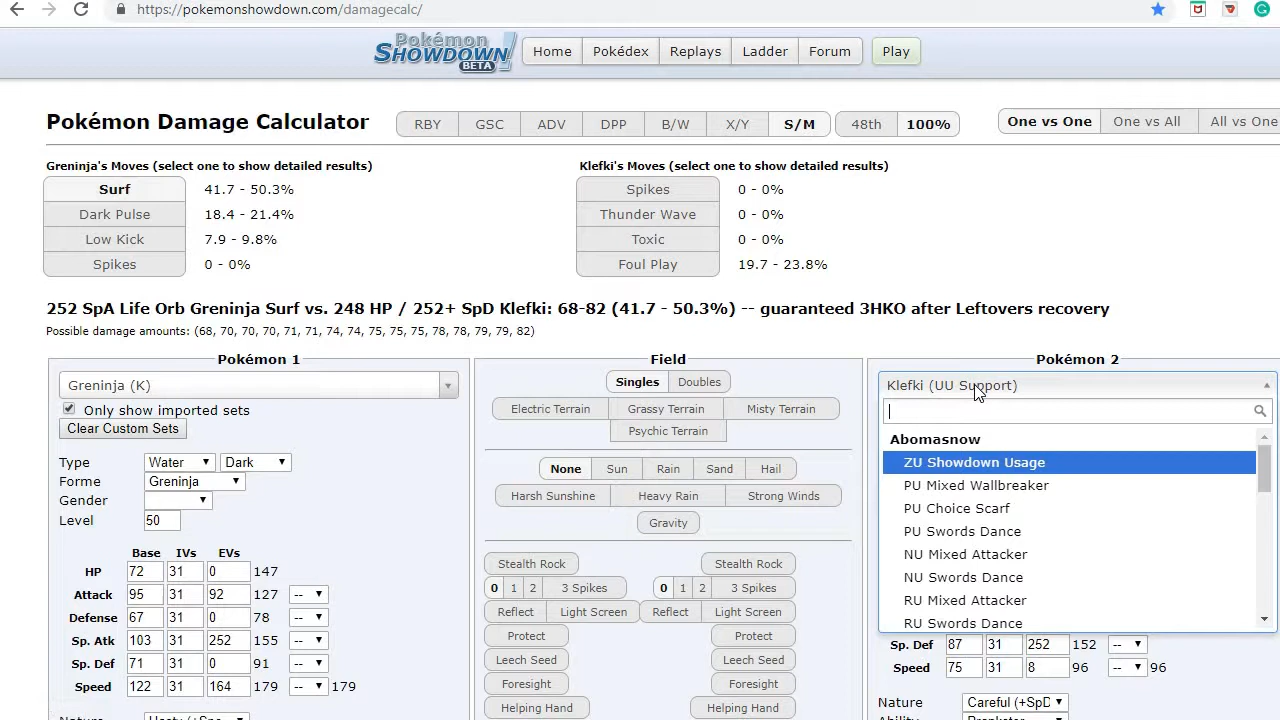 https://pokemonshowdown.com/damagecalc/
Pokémon SHOWDOWN! BETA Home Pokédex Replays Ladder Forum Play
Pokémon Damage Calculator RBY GSC ADV DPP B/W X/Y S/M 48th 100% One vs One One vs All All vs One
Greninja's Moves (select one to show detailed results) Klefki's Moves (select one to show detailed results)
Surf 41.7 - 50.3% Spikes 0 - 0%
Dark Pulse 18.4 - 21.4% Thunder Wave 0 - 0%
Low Kick 7.9 - 9.8% Toxic 0 - 0%
Spikes 0 - 0% Foul Play 19.7 - 23.8%
252 SpA Life Orb Greninja Surf vs. 248 HP / 252+ SpD Klefki: 68-82 (41.7 - 50.3%) -- guaranteed 3HKO after Leftovers recovery
Possible damage amounts: (68, 70, 70, 70, 71, 71, 74, 74, 75, 75, 75, 78, 78, 79, 79, 82)
Pokémon 1 Field Pokémon 2
Greninja (K) Singles Doubles Klefki (UU Support)
Only show imported sets Electric Terrain Grassy Terrain Misty Terrain
Clear Custom Sets Psychic Terrain Abomasnow
Type Water Dark None Sun Rain Sand Hail ZU Showdown Usage
Forme Greninja PU Mixed Wallbreaker
Gender Harsh Sunshine Heavy Rain Strong Winds PU Choice Scarf
Level 50 Gravity PU Swords Dance
Base IVs EVs NU Mixed Attacker
HP 72 31 0 147 Stealth Rock Stealth Rock NU Swords Dance
Attack 95 31 92 127 -- 0 1 2 3 Spikes 0 1 2 3 Spikes RU Mixed Attacker
Defense 67 31 0 78 -- Reflect Light Screen Reflect Light Screen RU Swords Dance
Sp. Atk 103 31 252 155 -- Protect Protect Sp. Def 87 31 252 152 --
Sp. Def 71 31 0 91 -- Leech Seed Leech Seed Speed 75 31 8 96 -- 96
Speed 122 31 164 179 -- 179 Foresight Foresight Nature Careful (+SpD
Helping Hand Helping Hand